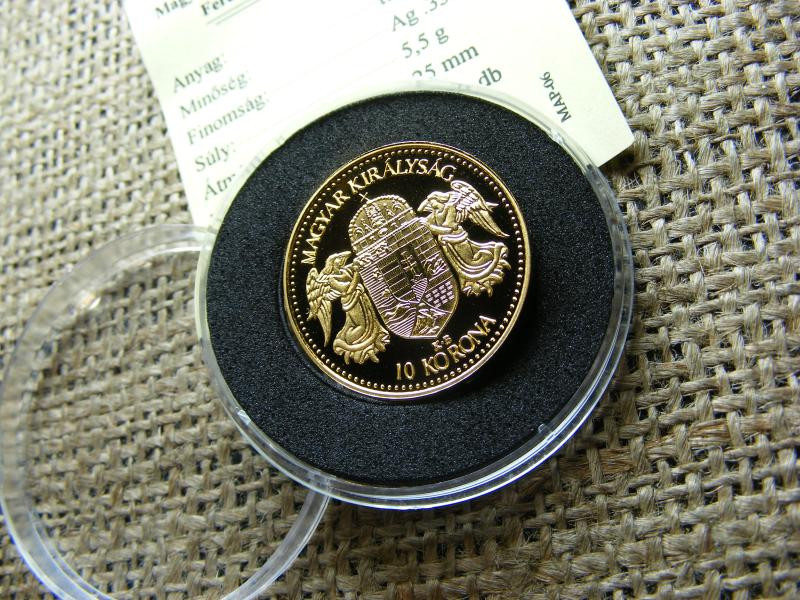 Anyag:
Minőség:
Finomság:
Súly:
Ag
5,5 g
25 mm
db
MAP-06
MAGYAR KIRÁLYSÁG
K·B
10 KORONA